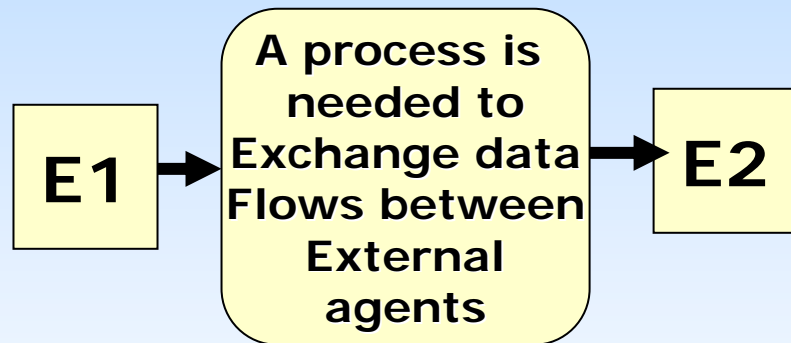 E1
A process is
needed to
Exchange data
Flows between
External
agents
E2